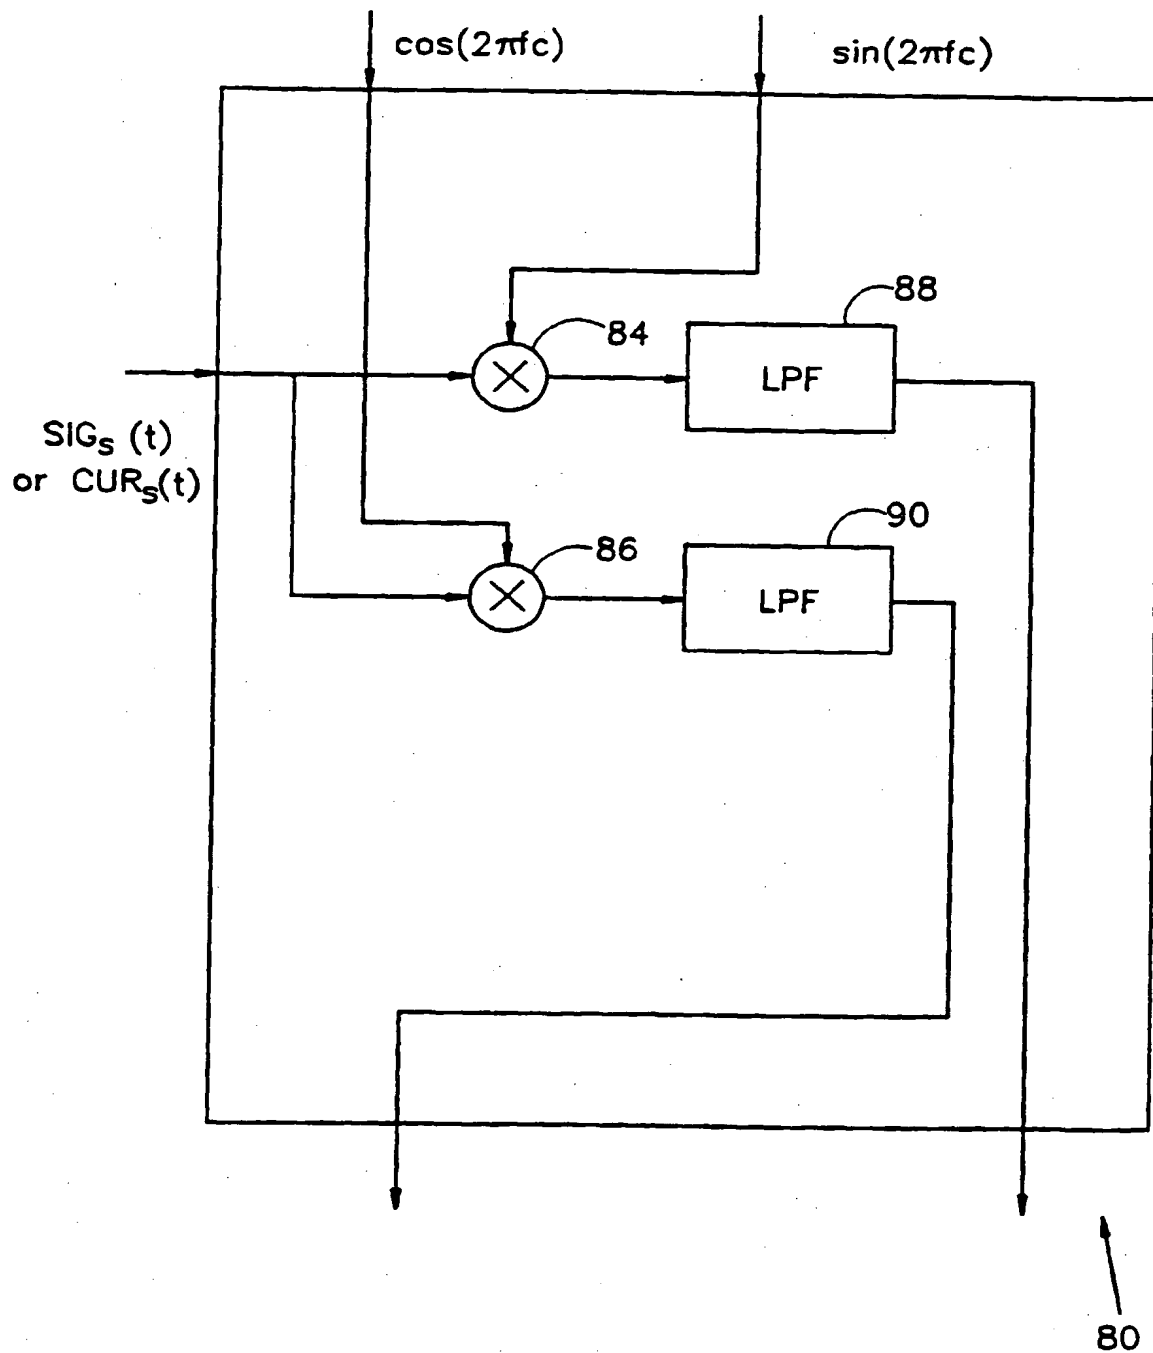 cos(2πfc)
sin(2πfc)
88
84
LPF
SIGS (t)
or CURS(t)
90
86
LPF
80